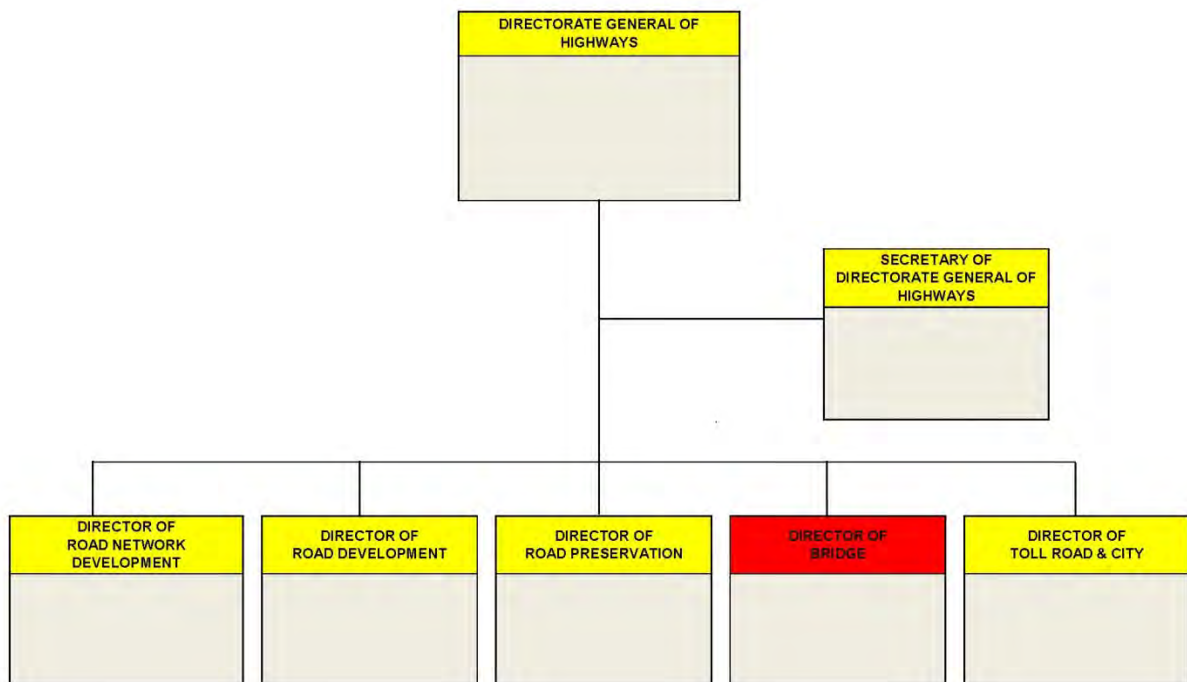 DIRECTORATE GENERAL OF
HIGHWAYS
SECRETARY OF
DIRECTORATE GENERAL OF
HIGHWAYS
DIRECTOR OF
ROAD NETWORK
DEVELOPMENT
DIRECTOR OF
ROAD DEVELOPMENT
DIRECTOR OF
ROAD PRESERVATION
DIRECTOR OF
BRIDGE
DIRECTOR OF
TOLL ROAD & CITY